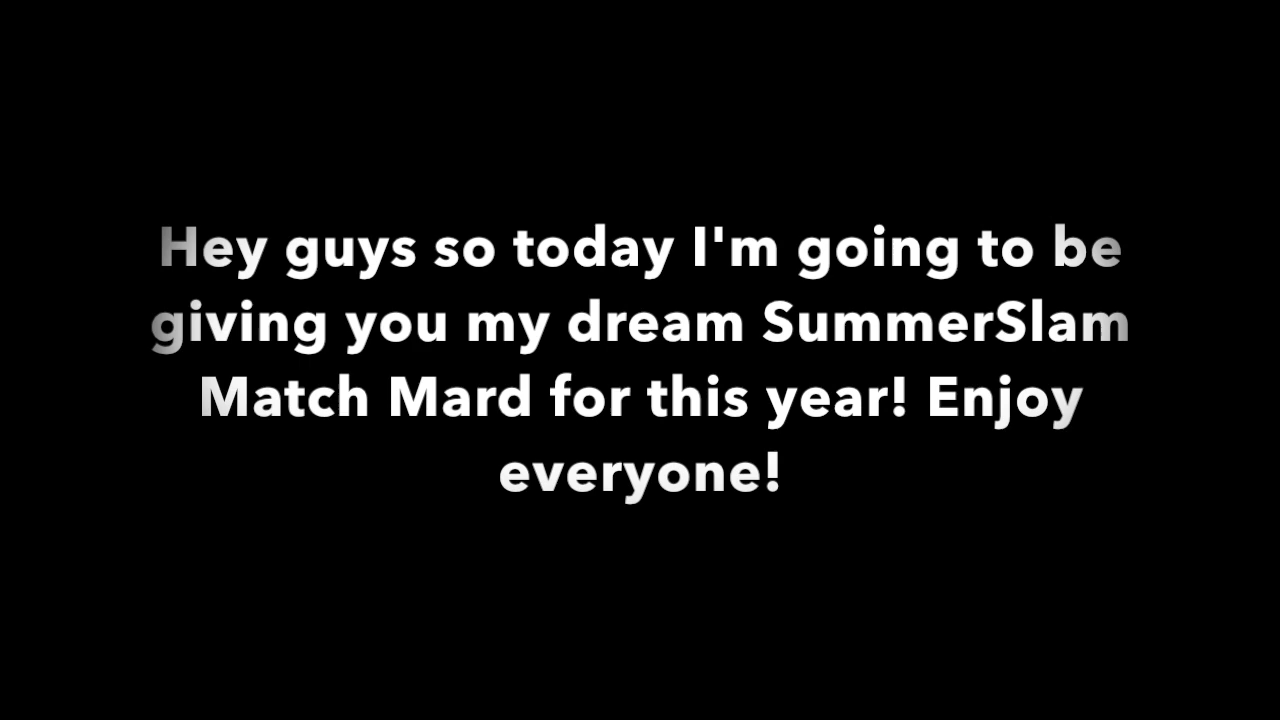 Hey guys so today I'm going to be
giving you my dream SummerSlam
Match Mard for this year! Enjoy
everyone!